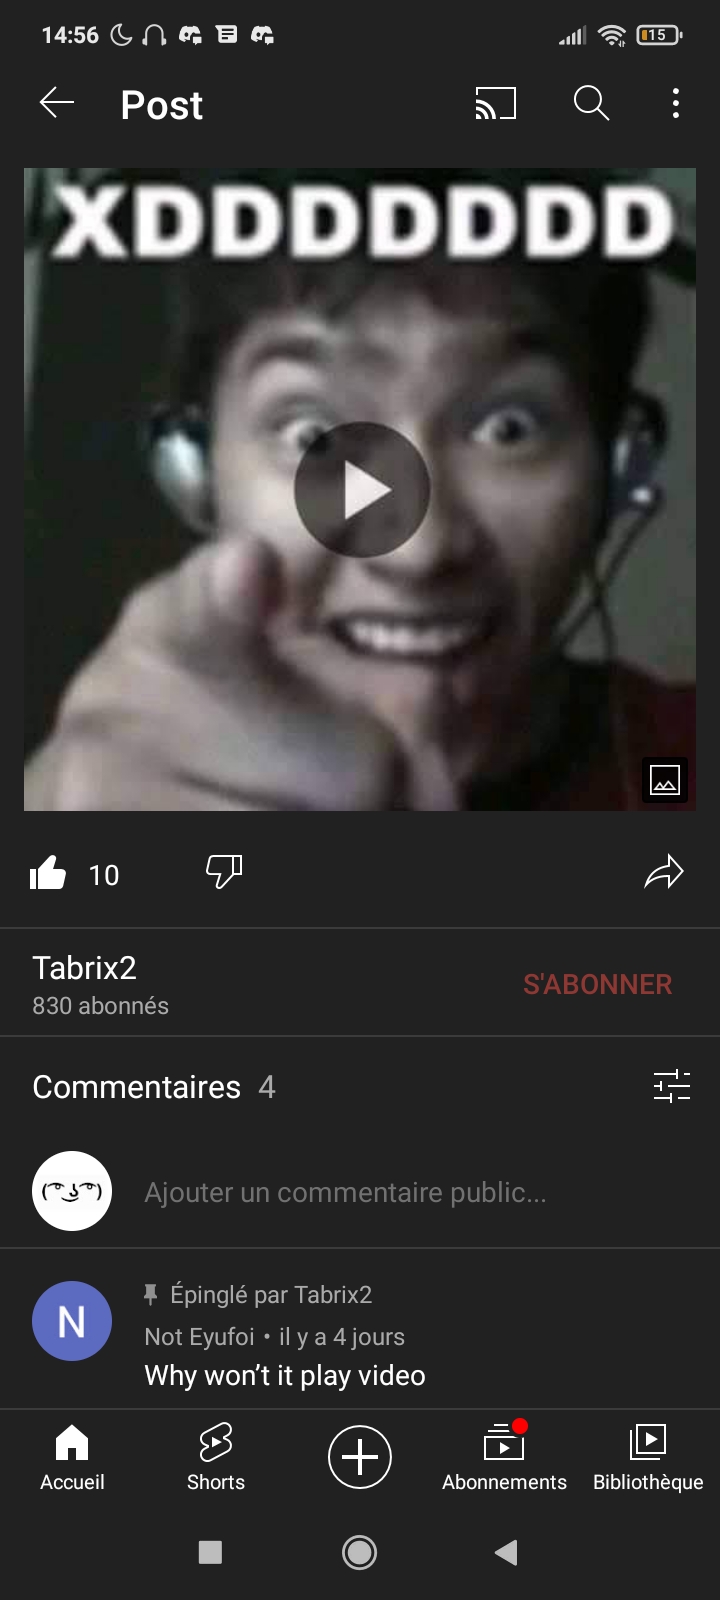 14:56
15
Post
XDDDDDDD
10
Tabrix2
S'ABONNER
830 abonnés
Commentaires 4
Ajouter un commentaire public...
N
Épinglé par Tabrix2
Not Eyufoi • il y a 4 jours
Why won’t it play video
Accueil
Shorts
Abonnements
Bibliothèque